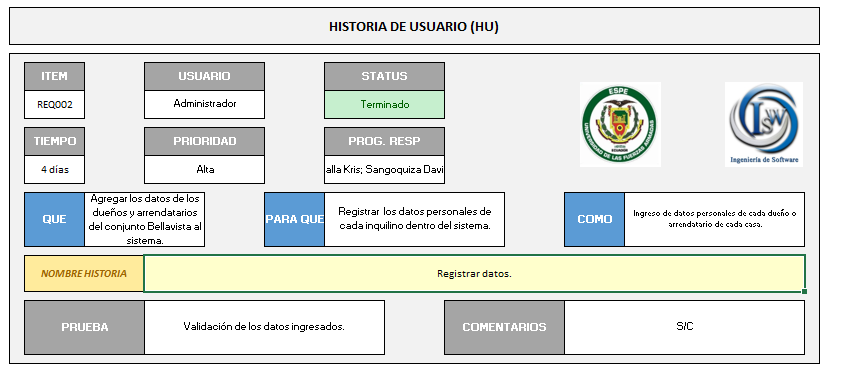 HISTORIA DE USUARIO (HU)
ITEM
USUARIO
STATUS
REQ002
Administrador
Terminado
TIEMPO
PRIORIDAD
PROG. RESP
4 días
Alta
alla Kris; Sangoquiza Davi
QUE
Agregar los datos de los
dueños y arrendatarios
del conjunto Bellavista al
sistema.
PARA QUE
Registrar los datos personales de
cada inquilino dentro del sistema.
COMO
Ingreso de datos personales de cada dueño o
arrendatario de cada casa.
NOMBRE HISTORIA
Registrar datos.
PRUEBA
Validación de los datos ingresados.
COMENTARIOS
S/C
ESPE
UNIVERSIDAD DE LAS FUERZAS ARMADAS
ECUADOR
Ingeniería de Software